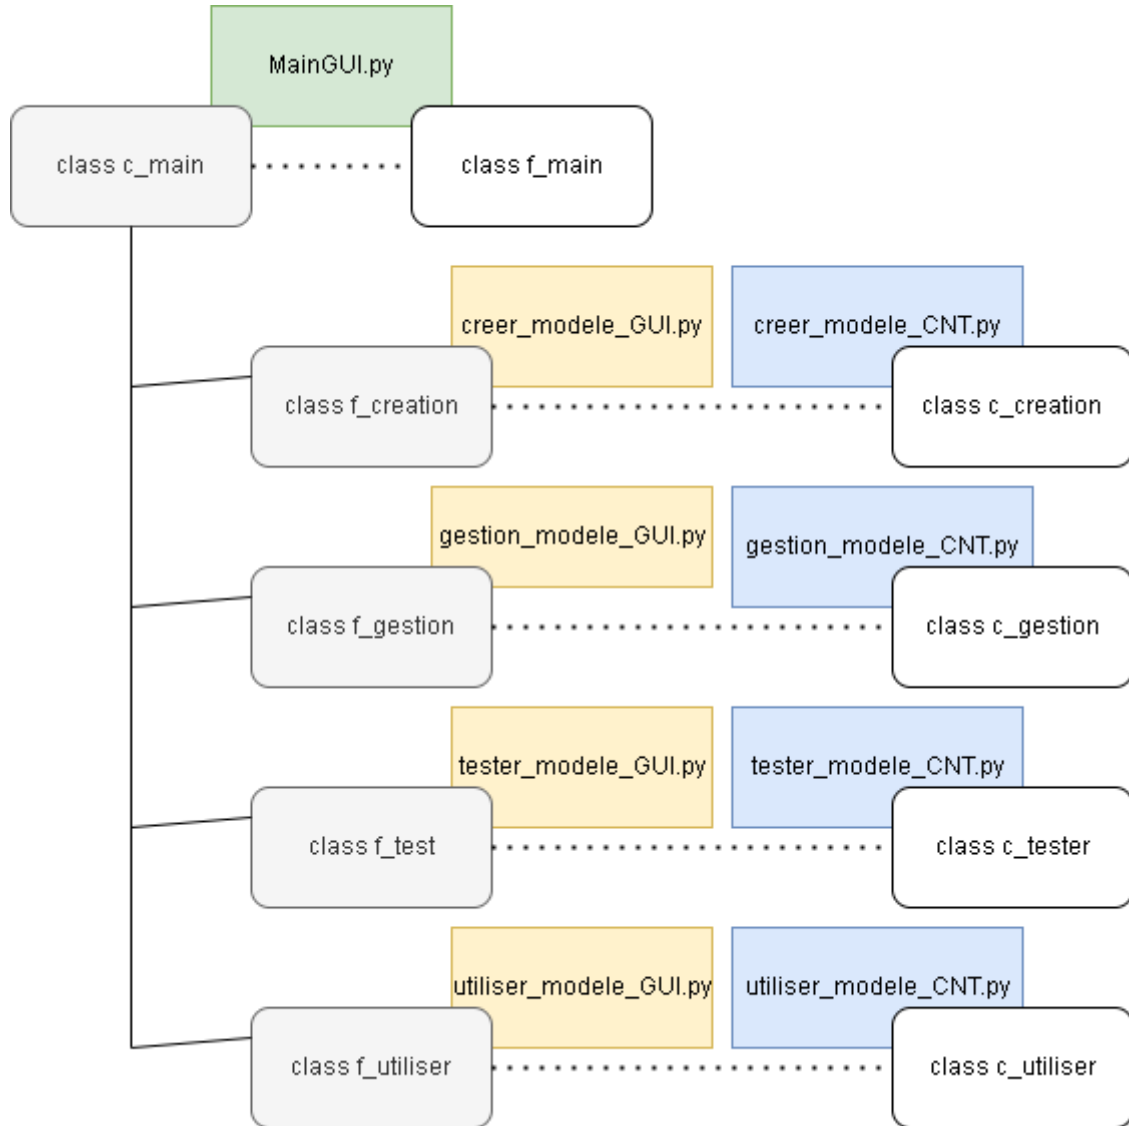 MainGUI.py
class c_main
class f_main
creer_modele_GUI.py
creer_modele_CNT.py
class f_creation
class c_creation
gestion_modele_GUI.py
gestion_modele_CNT.py
class f_gestion
class c_gestion
tester_modele_GUI.py
tester_modele_CNT.py
class f_test
class c_tester
utiliser_modele_GUI.py
utiliser_modele_CNT.py
class f_utiliser
class c_utiliser